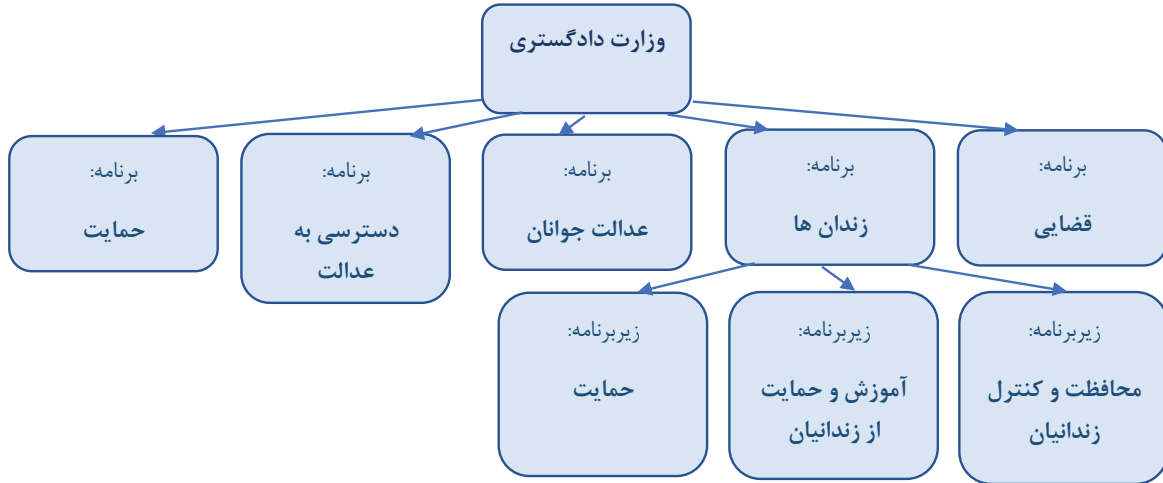 وزارت دادگستری
برنامه:
قضایی
برنامه:
زندان ها
برنامه:
عدالت جوانان
برنامه:
دسترسی به
عدالت
برنامه:
حمایت
زیربرنامه:
محافظت و کنترل
زندانیان
زیربرنامه:
آموزش و حمایت
از زندانیان
زیربرنامه:
حمایت